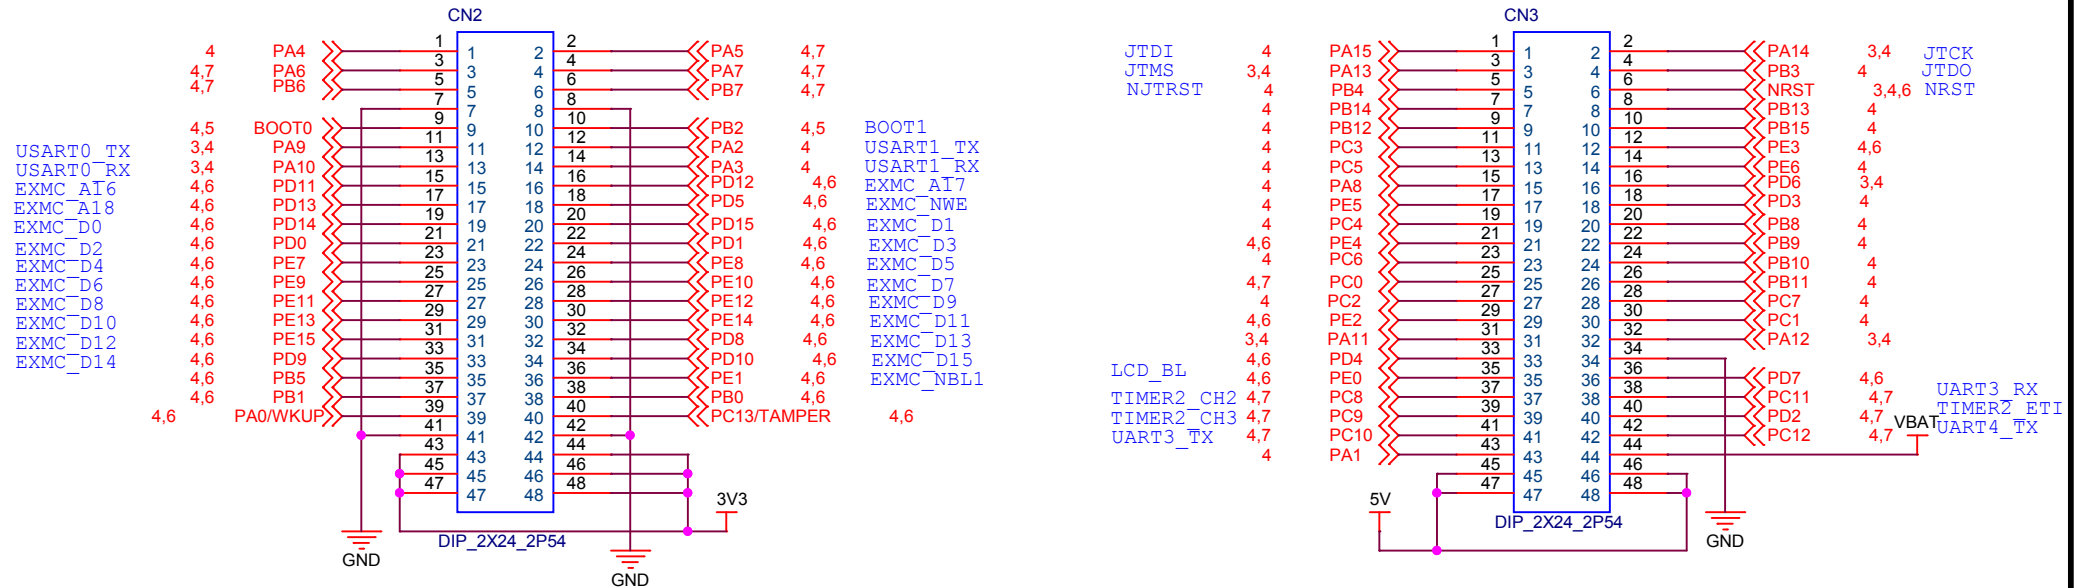 CN2
1 1 2 2
4 PA4 PA5 4,7
3 3 4 4
4,7 PA6 PA7 4,7
5 5 6 6
4,7 PB6 PB7 4,7
7 7 8 8
9 9 10 10
4,5 BOOT0 PB2 4,5 BOOT1
11 11 12 12
USART0_TX 3,4 PA9 PA2 4 USART1_TX
13 13 14 14
USART0_RX 3,4 PA10 PA3 4 USART1_RX
15 15 16 16
EXMC_A16 4,6 PD11 PD12 4,6 EXMC_A17
17 17 18 18
EXMC_A18 4,6 PD13 PD5 4,6 EXMC_NWE
19 19 20 20
EXMC_D0 4,6 PD14 PD15 4,6 EXMC_D1
21 21 22 22
EXMC_D2 4,6 PD0 PD1 4,6 EXMC_D3
23 23 24 24
EXMC_D4 4,6 PE7 PE8 4,6 EXMC_D5
25 25 26 26
EXMC_D6 4,6 PE9 PE10 4,6 EXMC_D7
27 27 28 28
EXMC_D8 4,6 PE11 PE12 4,6 EXMC_D9
29 29 30 30
EXMC_D10 4,6 PE13 PE14 4,6 EXMC_D11
31 31 32 32
EXMC_D12 4,6 PE15 PD8 4,6 EXMC_D13
33 33 34 34
EXMC_D14 4,6 PD9 PD10 4,6 EXMC_D15
35 35 36 36
4,6 PB5 PE1 4,6 EXMC_NBL1
37 37 38 38
4,6 PB1 PB0 4,6
39 39 40 40
4,6 PA0/WKUP PC13/TAMPER 4,6
41 41 42 42
43 43 44 44
45 45 46 46
47 47 48 48
3V3
DIP_2X24_2P54
GND
GND
CN3
1 1 2 2
JTDI 4 PA15 PA14 3,4 JTCK
3 3 4 4
JTMS 3,4 PA13 PB3 4 JTDO
5 5 6 6
NJTRST 4 PB4 NRST 3,4,6 NRST
7 7 8 8
4 PB14 PB13 4
9 9 10 10
4 PB12 PB15 4
11 11 12 12
4 PC3 PE3 4,6
13 13 14 14
4 PC5 PE6 4
15 15 16 16
4 PA8 PD6 3,4
17 17 18 18
4 PE5 PD3 4
19 19 20 20
4 PC4 PB8 4
21 21 22 22
4,6 PE4 PB9 4
23 23 24 24
4 PC6 PB10 4
25 25 26 26
4,7 PC0 PB11 4
27 27 28 28
4 PC2 PC7 4
29 29 30 30
4,6 PE2 PC1 4
31 31 32 32
3,4 PA11 PA12 3,4
33 33 34 34
4,6 PD4
35 35 36 36
LCD_BL 4,6 PE0 PD7 4,6
37 37 38 38
TIMER2_CH2 4,7 PC8 PC11 4,7 UART3_RX
39 39 40 40
TIMER2_CH3 4,7 PC9 PD2 4,7 TIMER2_ETI
41 41 42 42
UART3_TX 4,7 PC10 PC12 4,7 UART4_TX
VBAT
43 43 44 44
4 PA1
45 45 46 46
47 47 48 48
5V
DIP_2X24_2P54
GND